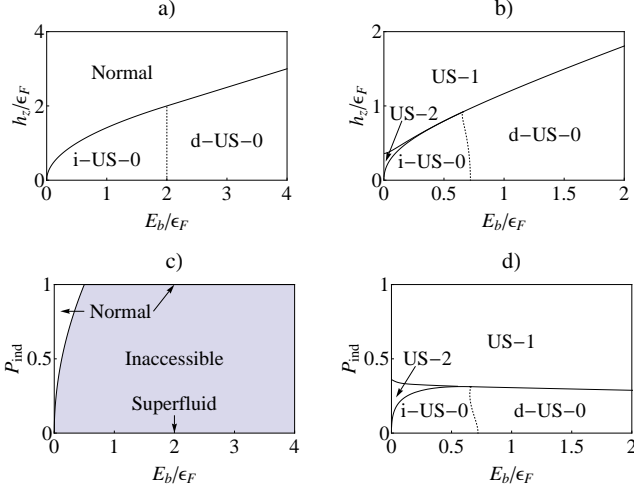 a)
4
2
0
h_z/ϵ_F
Normal
i−US−0
d−US−0
0 1 2 3 4
E_b/ϵ_F
b)
2
1
0
h_z/ϵ_F
US−1
US−2
i−US−0
d−US−0
0 0.5 1 1.5 2
E_b/ϵ_F
c)
1
0.5
0
P_ind
Normal
Inaccessible
Superfluid
0 1 2 3 4
E_b/ϵ_F
d)
1
0.5
0
P_ind
US−1
US−2
i−US−0
d−US−0
0 0.5 1 1.5 2
E_b/ϵ_F